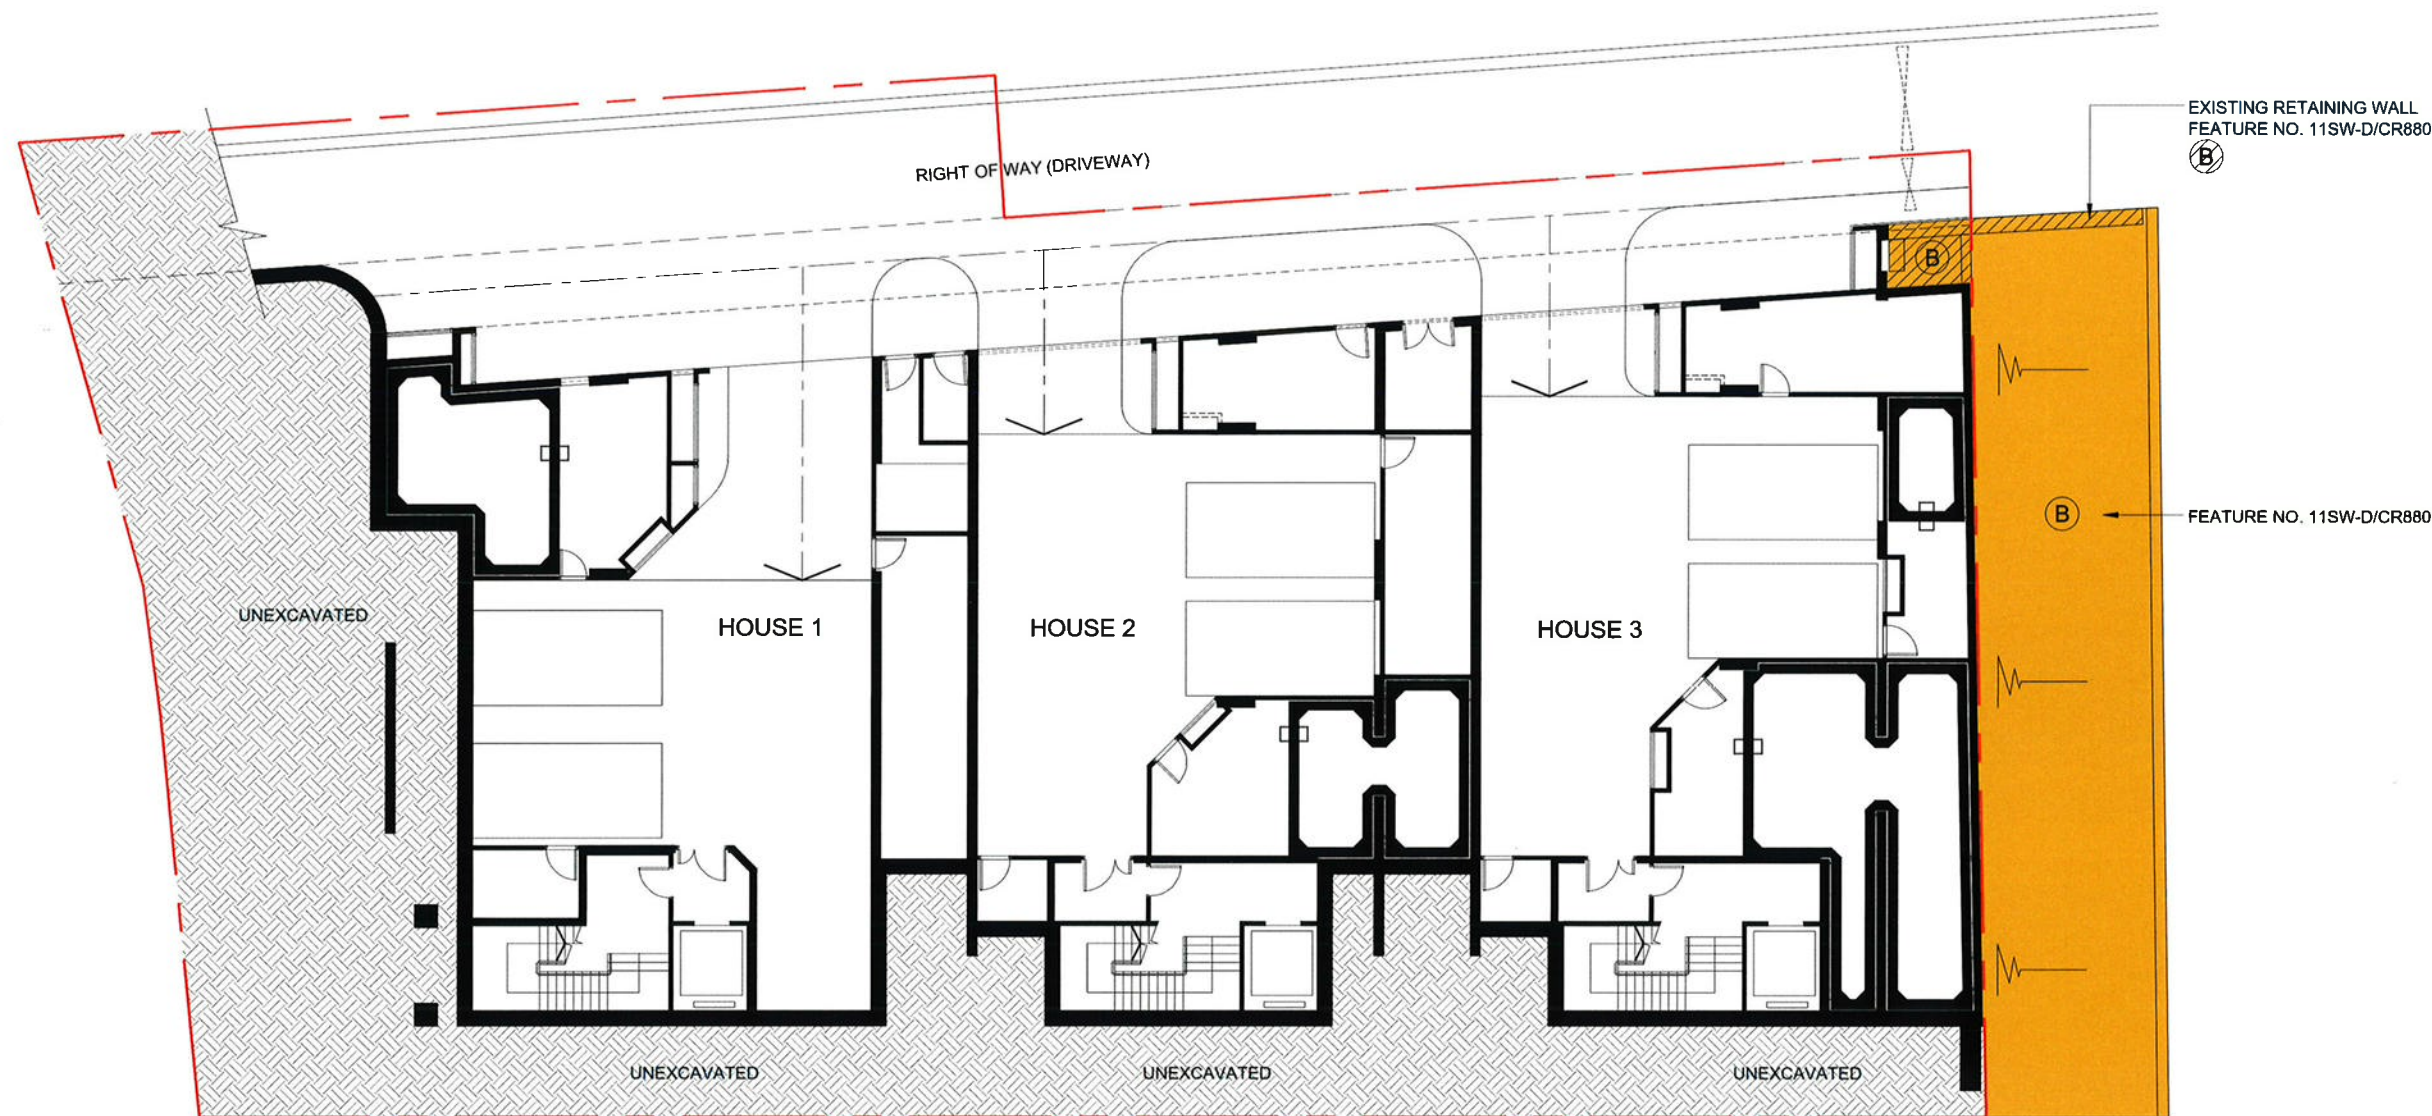 EXISTING RETAINING WALL
FEATURE NO. 11SW-D/CR880
B
RIGHT OF WAY (DRIVEWAY)
B
B
FEATURE NO. 11SW-D/CR880
UNEXCAVATED
HOUSE 1
HOUSE 2
HOUSE 3
UNEXCAVATED
UNEXCAVATED
UNEXCAVATED